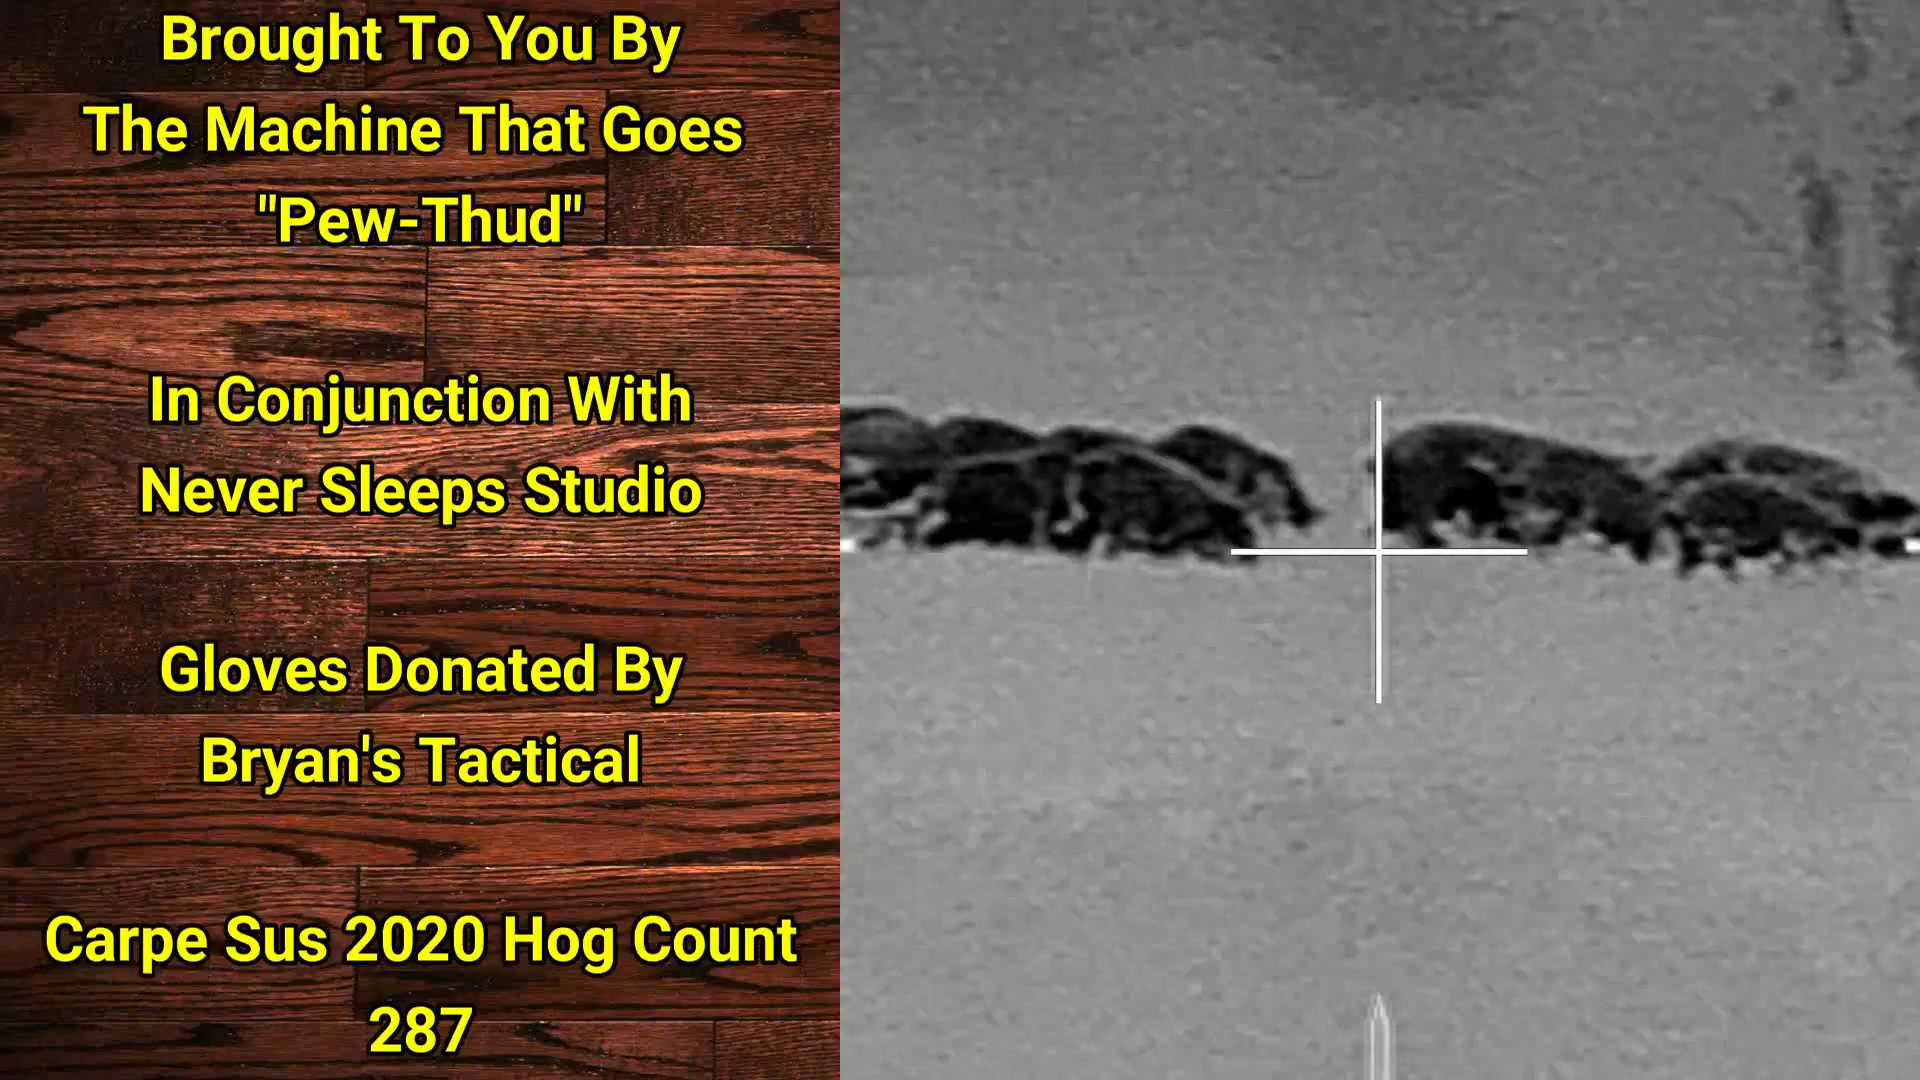 Brought To You By
The Machine That Goes
"Pew-Thud"
In Conjunction With
Never Sleeps Studio
Gloves Donated By
Bryan's Tactical
Carpe Sus 2020 Hog Count
287